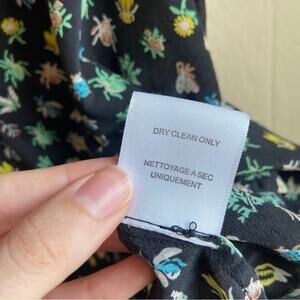 DRY CLEAN ONLY
NETTOYAGE A SEC
UNIQUEMENT